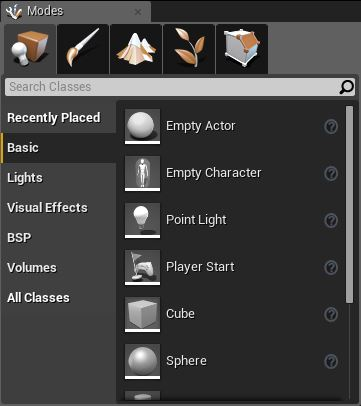 Modes
Search Classes
Recently Placed
Basic
Lights
Visual Effects
BSP
Volumes
All Classes
Empty Actor
Empty Character
Point Light
Player Start
Cube
Sphere